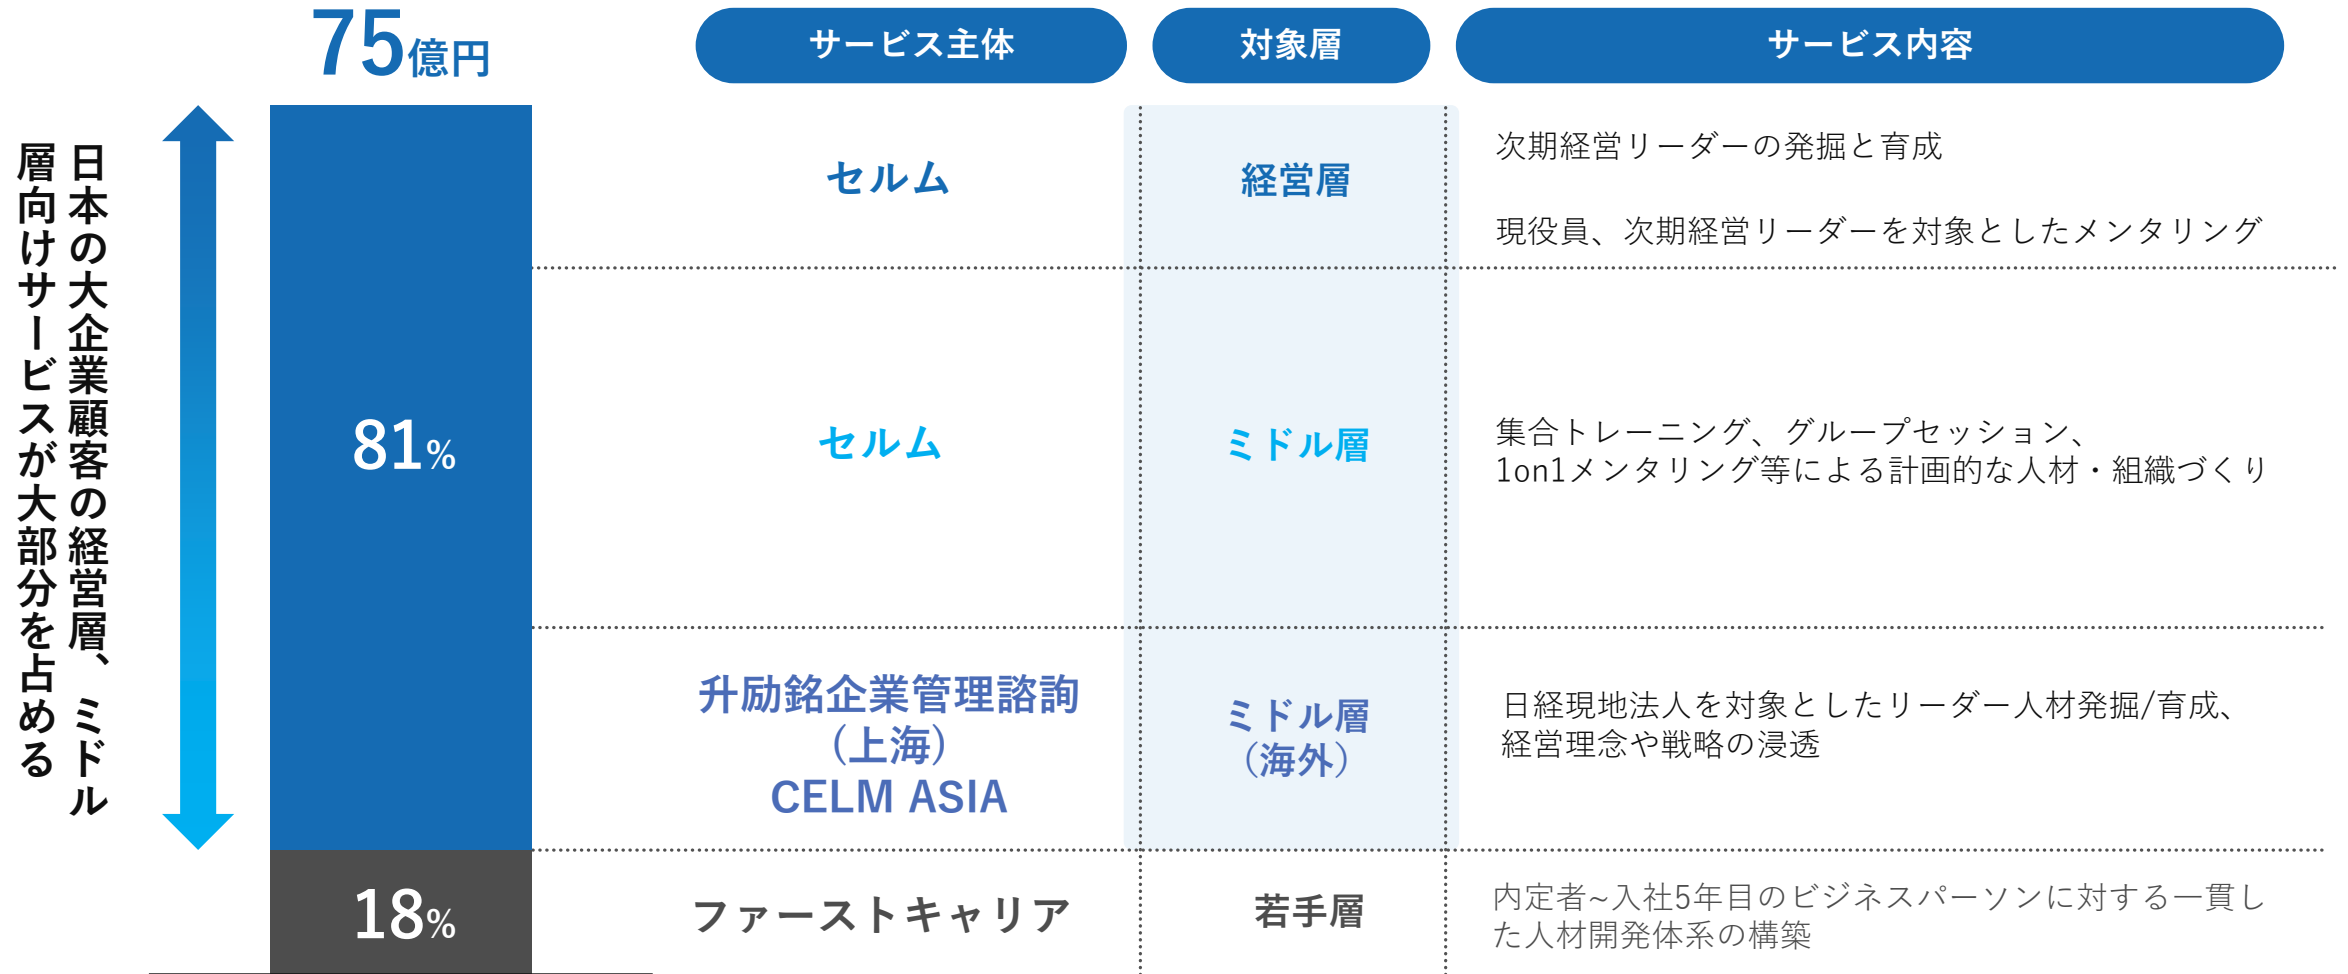 75億円
サービス主体
対象層
サービス内容
日本の大企業顧客の経営層、ミドル
層向けサービスが大部分を占める
81%
セルム
経営層
次期経営リーダーの発掘と育成
現役員、次期経営リーダーを対象としたメンタリング
セルム
ミドル層
集合トレーニング、グループセッション、
1on1メンタリング等による計画的な人材・組織づくり
升励銘企業管理諮詢
（上海）
CELM ASIA
ミドル層
（海外）
日経現地法人を対象としたリーダー人材発掘/育成、
経営理念や戦略の浸透
18%
ファーストキャリア
若手層
内定者~入社5年目のビジネスパーソンに対する一貫し
た人材開発体系の構築